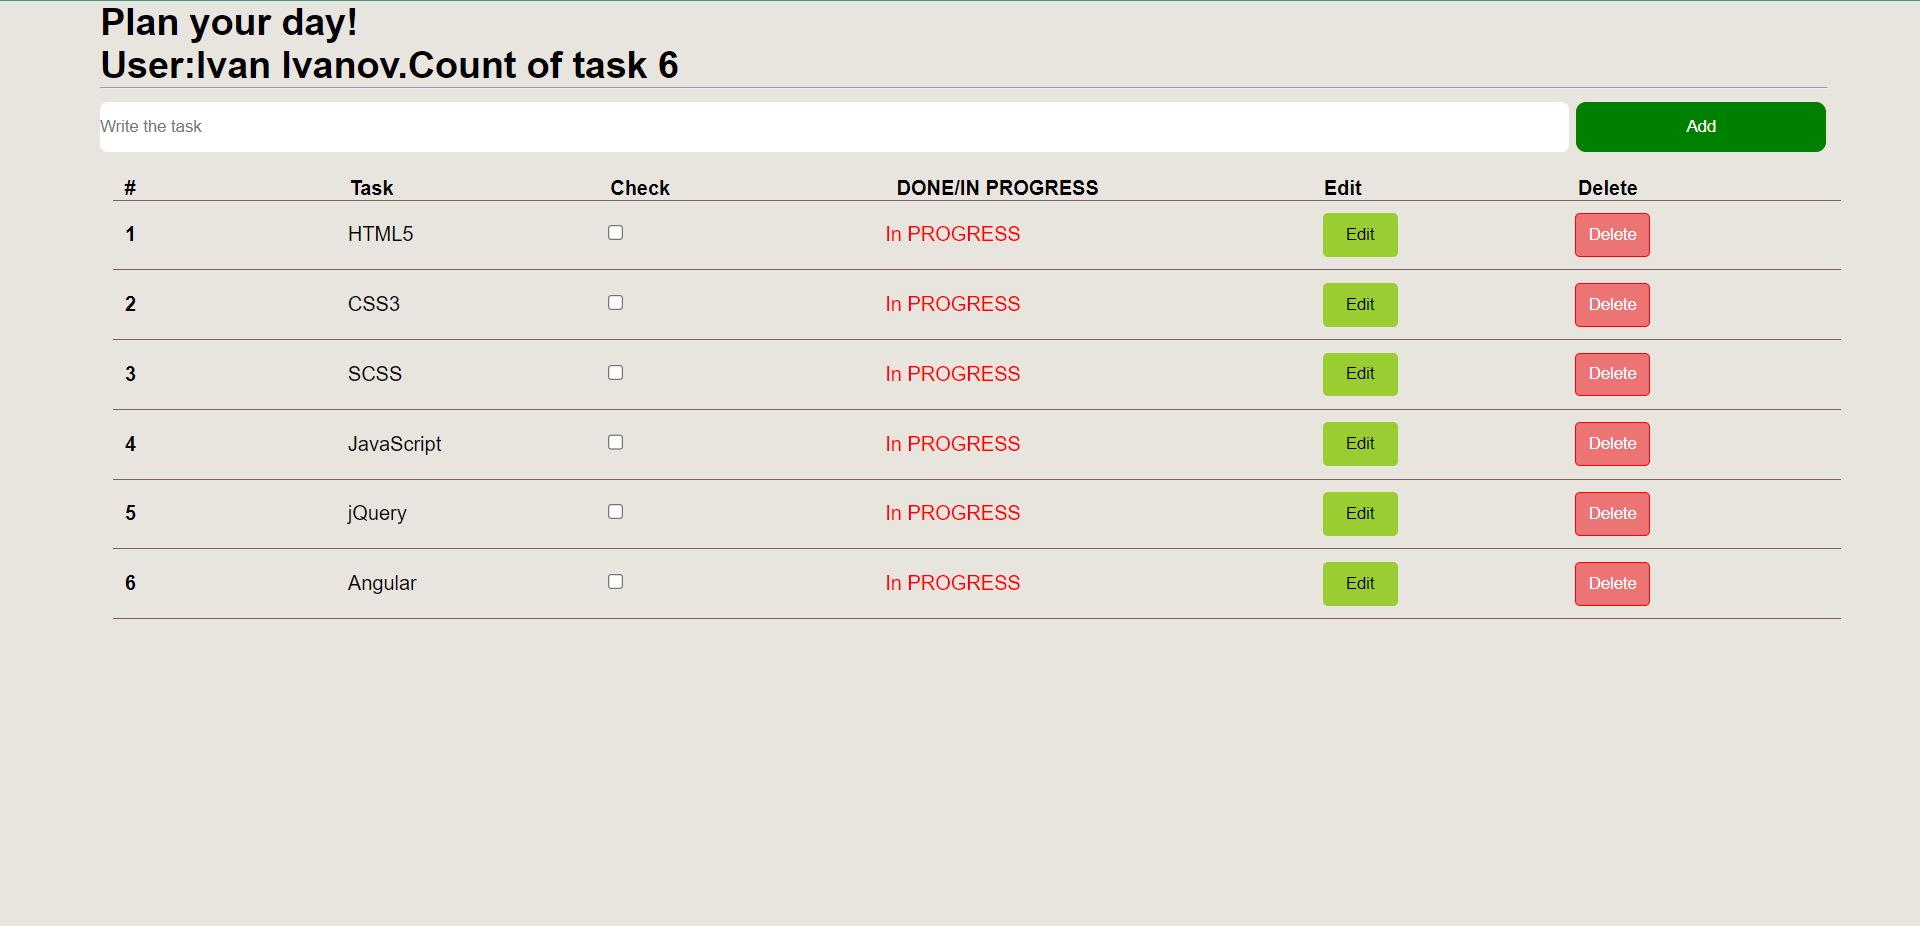 Plan your day!
User:Ivan Ivanov.Count of task 6
Write the task Add
# Task Check DONE/IN PROGRESS Edit Delete
1 HTML5 In PROGRESS Edit Delete
2 CSS3 In PROGRESS Edit Delete
3 SCSS In PROGRESS Edit Delete
4 JavaScript In PROGRESS Edit Delete
5 jQuery In PROGRESS Edit Delete
6 Angular In PROGRESS Edit Delete